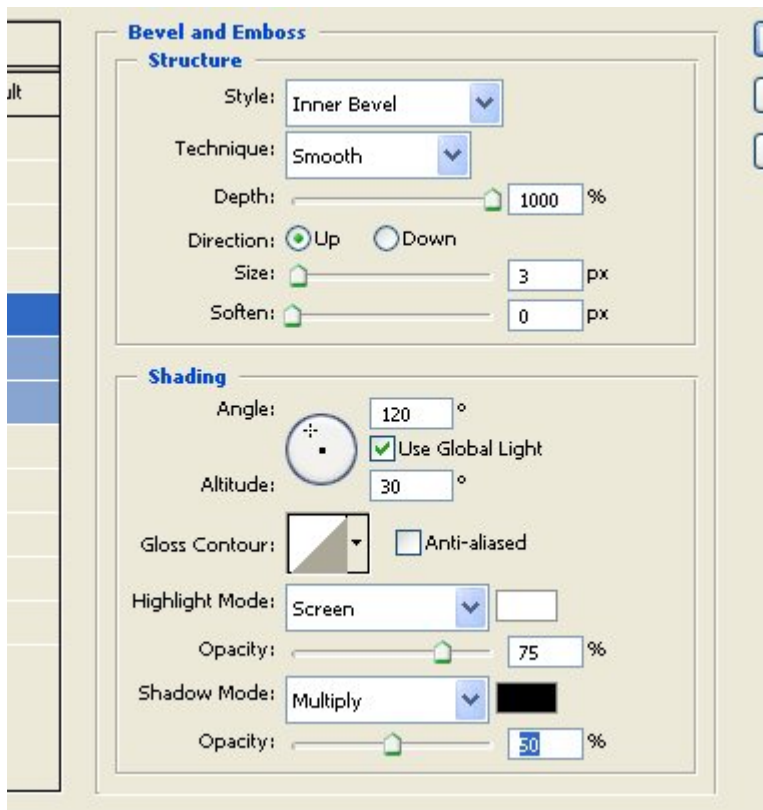 Bevel and Emboss
Structure
ult
Style: Inner Bevel
Technique: Smooth
Depth: 1000 %
Direction: Up Down
Size: 3 px
Soften: 0 px
Shading
Angle: 120 °
Use Global Light
Altitude: 30 °
Gloss Contour: Anti-aliased
Highlight Mode: Screen
Opacity: 75 %
Shadow Mode: Multiply
Opacity: 50 %